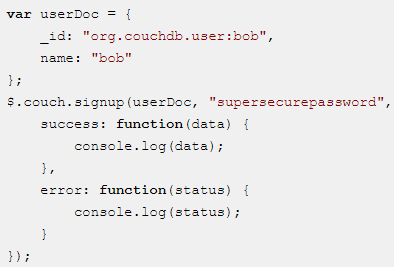 var userDoc = {
    _id: "org.couchdb.user:bob",
    name: "bob"
};
$.couch.signup(userDoc, "supersecurepassword",
    success: function(data) {
        console.log(data);
    },
    error: function(status) {
        console.log(status);
    }
});